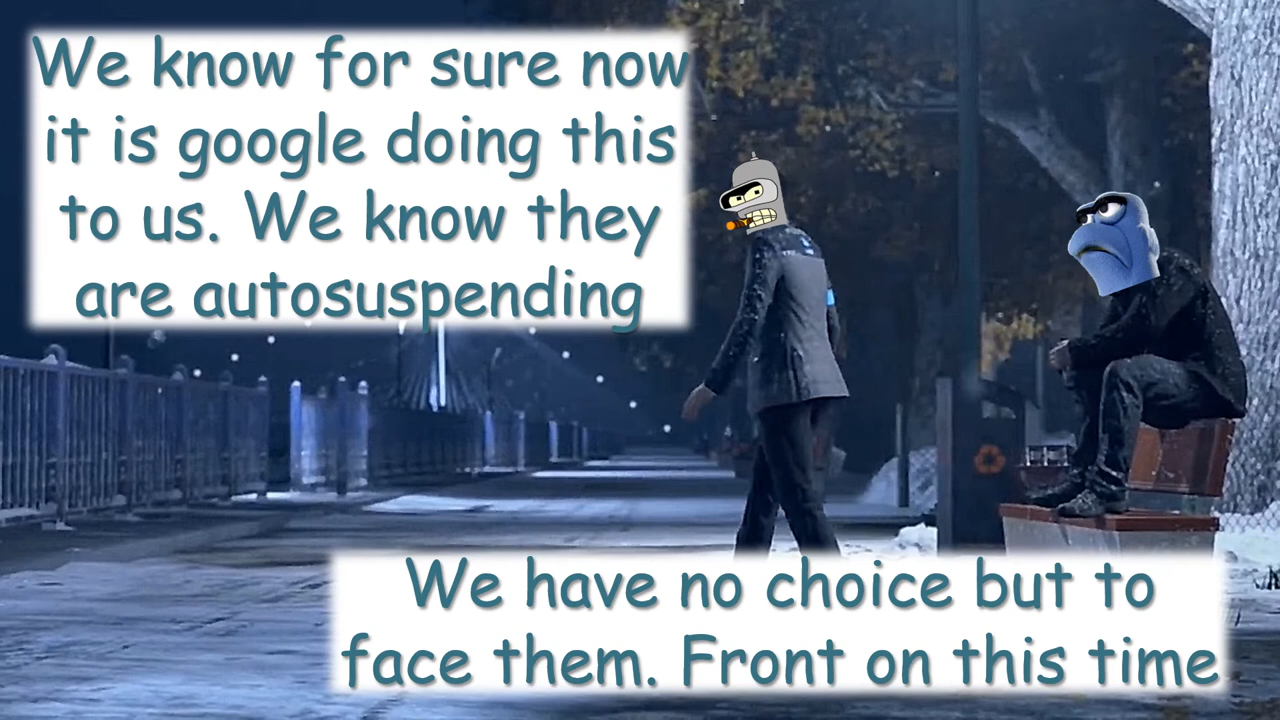 We know for sure now
it is google doing this
to us. We know they
are autosuspending
We have no choice but to
face them. Front on this time